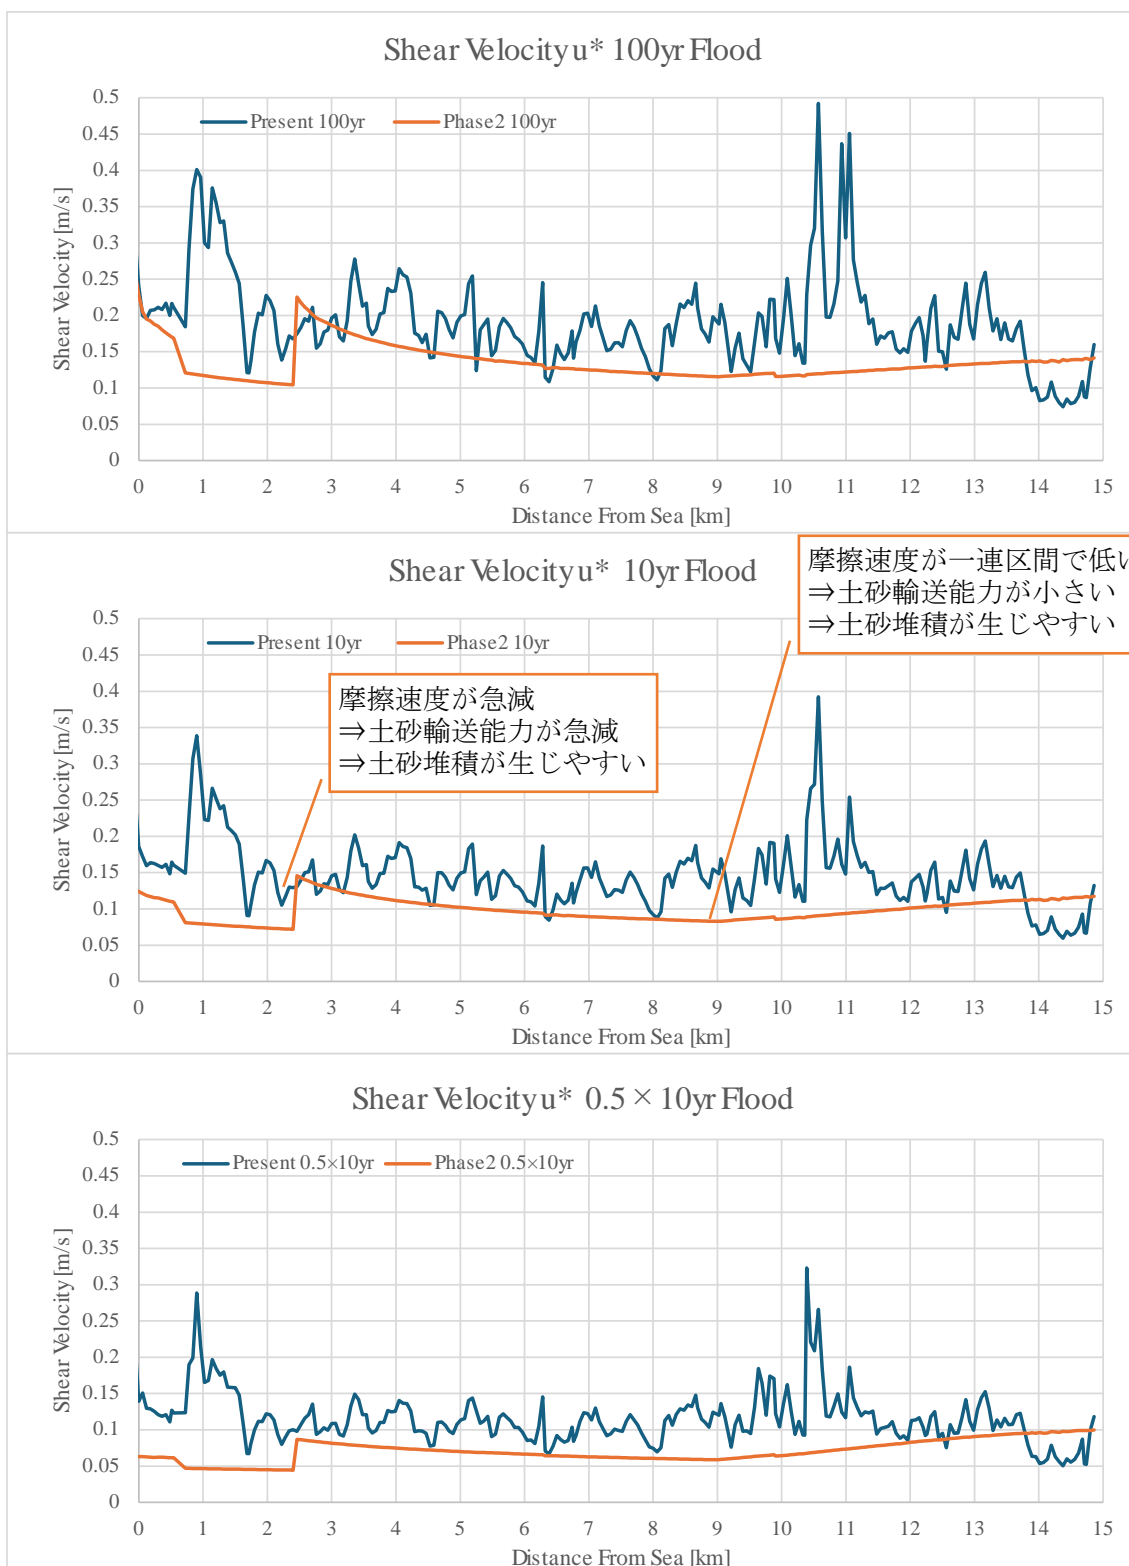 Shear Velocity u* 100yr Flood
Present 100yr
Phase2 100yr
Shear Velocity [m/s]
0.5
0.45
0.4
0.35
0.3
0.25
0.2
0.15
0.1
0.05
0
0 1 2 3 4 5 6 7 8 9 10 11 12 13 14 15
Distance From Sea [km]
Shear Velocity u* 10yr Flood
摩擦速度が一連区間で低い
⇒土砂輸送能力が小さい
⇒土砂堆積が生じやすい
Present 10yr
Phase2 10yr
摩擦速度が急減
⇒土砂輸送能力が急減
⇒土砂堆積が生じやすい
Shear Velocity [m/s]
0.5
0.45
0.4
0.35
0.3
0.25
0.2
0.15
0.1
0.05
0
0 1 2 3 4 5 6 7 8 9 10 11 12 13 14 15
Distance From Sea [km]
Shear Velocity u* 0.5×10yr Flood
Present 0.5×10yr
Phase2 0.5×10yr
Shear Velocity [m/s]
0.5
0.45
0.4
0.35
0.3
0.25
0.2
0.15
0.1
0.05
0
0 1 2 3 4 5 6 7 8 9 10 11 12 13 14 15
Distance From Sea [km]